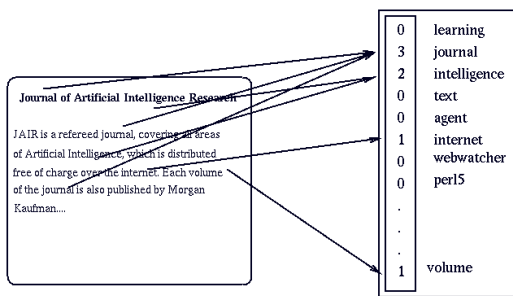 Journal of Artificial Intelligence Research
JAIR is a refereed journal, covering all areas
of Artificial Intelligence, which is distributed
free of charge over the internet. Each volume
of the journal is also published by Morgan
Kaufman....
0 learning
3 journal
2 intelligence
0 text
0 agent
1 internet
0 webwatcher
0 perl5
.
.
.
1 volume